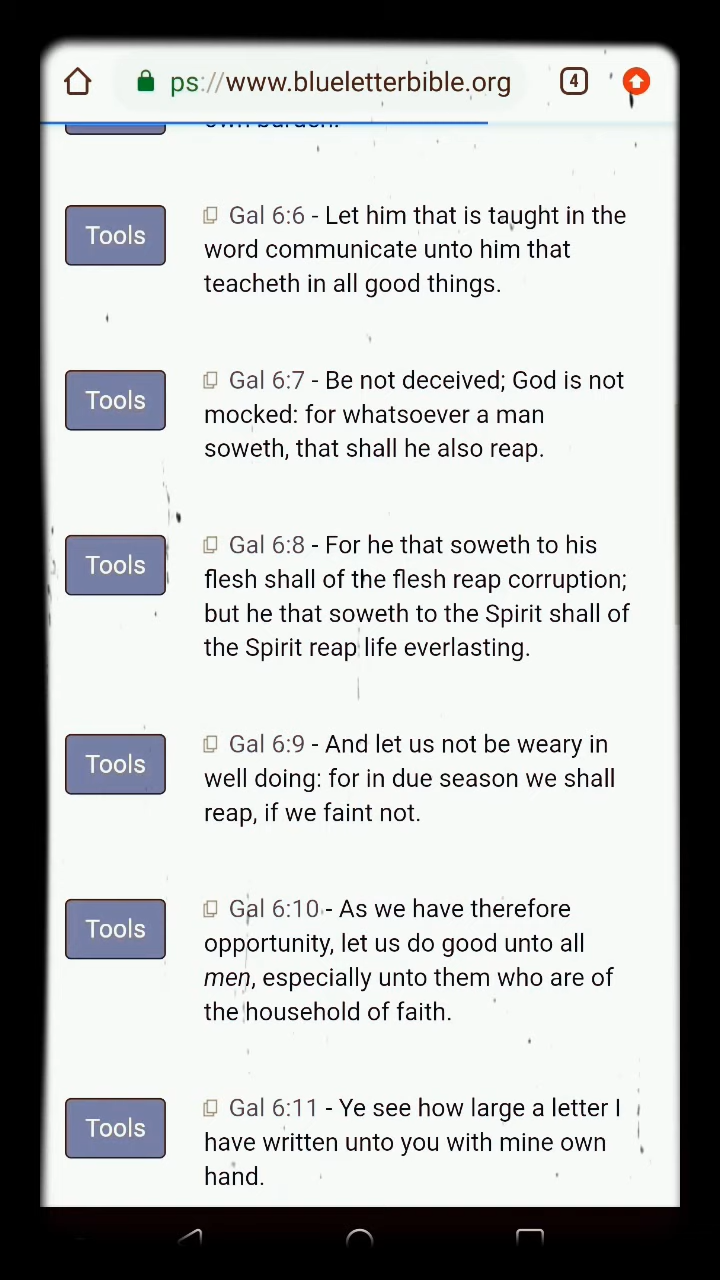 ps://www.blueletterbible.org
4
own burden.
Tools
Gal 6:6 - Let him that is taught in the
word communicate unto him that
teacheth in all good things.
Tools
Gal 6:7 - Be not deceived; God is not
mocked: for whatsoever a man
soweth, that shall he also reap.
Tools
Gal 6:8 - For he that soweth to his
flesh shall of the flesh reap corruption;
but he that soweth to the Spirit shall of
the Spirit reap life everlasting.
Tools
Gal 6:9 - And let us not be weary in
well doing: for in due season we shall
reap, if we faint not.
Tools
Gal 6:10 - As we have therefore
opportunity, let us do good unto all
men, especially unto them who are of
the household of faith.
Tools
Gal 6:11 - Ye see how large a letter I
have written unto you with mine own
hand.